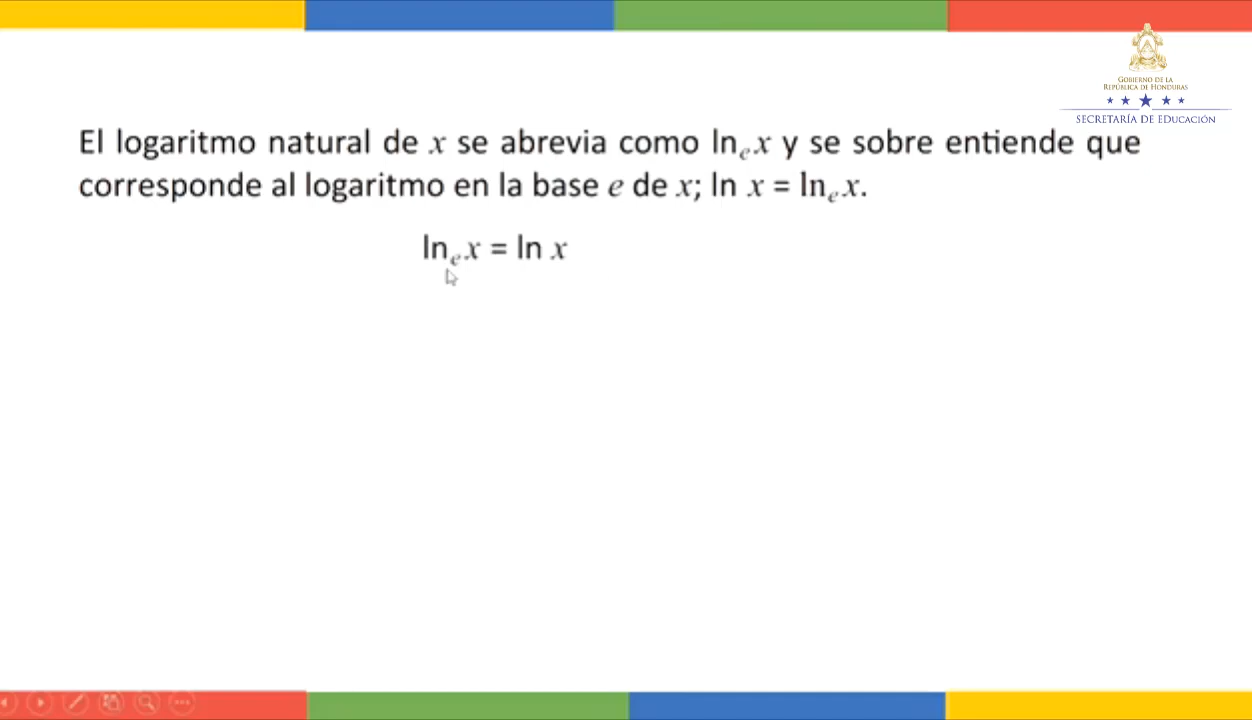 GOBIERNO DE LA
REPÚBLICA DE HONDURAS
SECRETARÍA DE EDUCACIÓN
El logaritmo natural de x se abrevia como lnₑx y se sobre entiende que
corresponde al logaritmo en la base e de x; ln x = lnₑx.
lnₑx = ln x